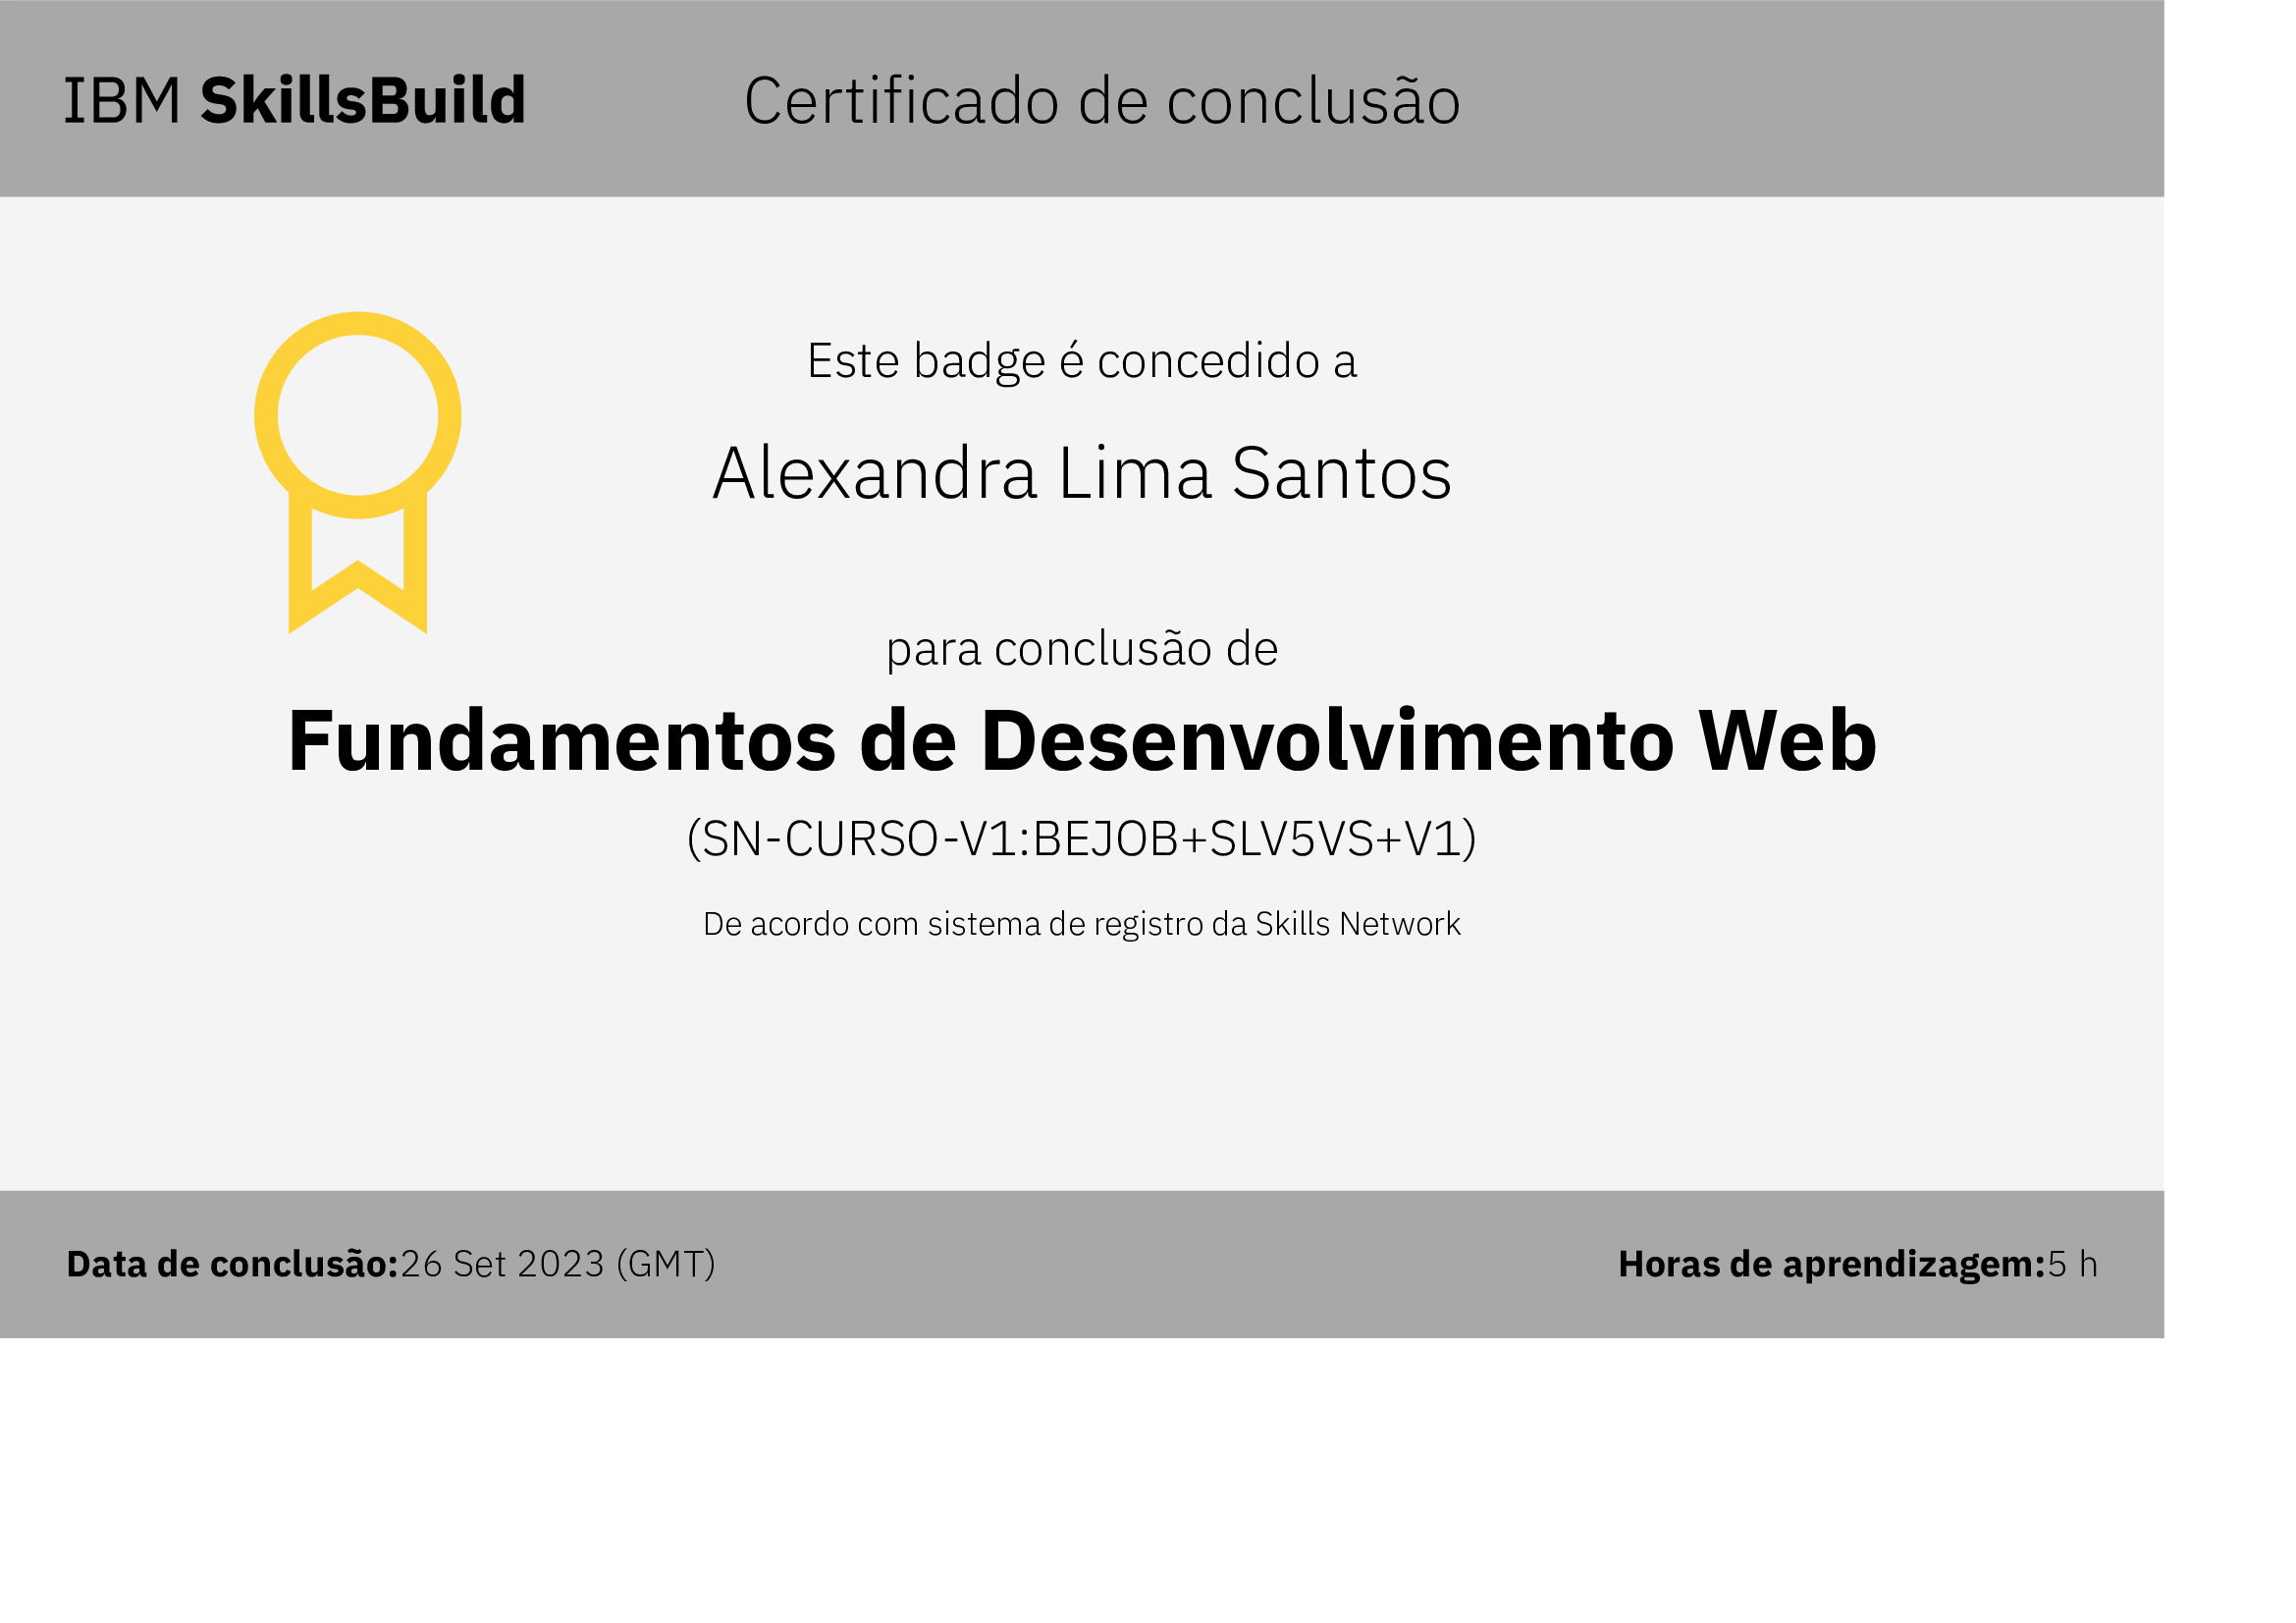 IBM SkillsBuild
Certificado de conclusão
Este badge é concedido a
Alexandra Lima Santos
para conclusão de
Fundamentos de Desenvolvimento Web
(SN-CURSO-V1:BEJOB+SLV5VS+V1)
De acordo com sistema de registro da Skills Network
Data de conclusão:26 Set 2023 (GMT)
Horas de aprendizagem:5 h